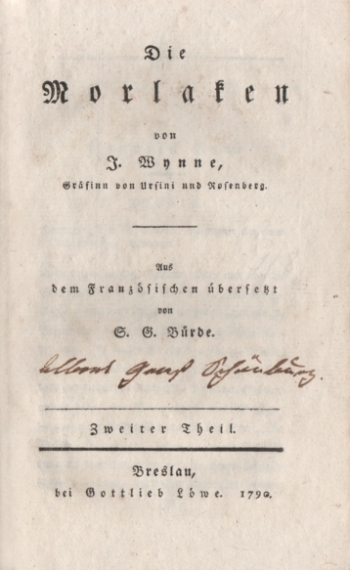 Die
Morlaken
von
J. Wynne,
Gräfinn von Ursini und Rosenberg.
Aus
dem Französischen übersetzt
von
S. G. Bürde.
Schönburg.
Zweiter Theil.
Breslau,
bei Gottlieb Löwe. 1790.